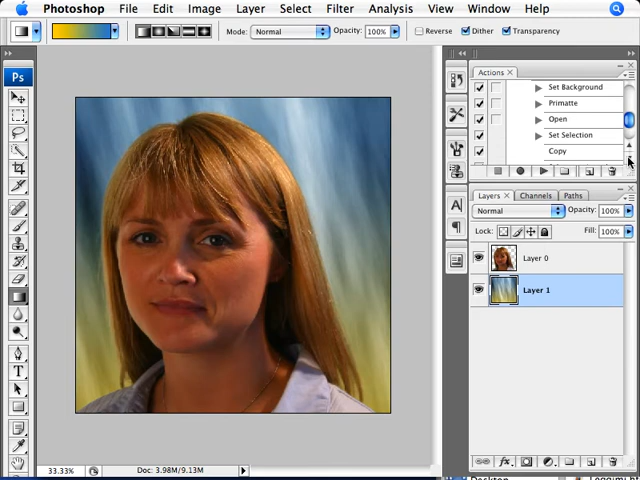 Photoshop File Edit Image Layer Select Filter Analysis View Window Help
Mode: Normal Opacity: 100% Reverse Dither Transparency
Ps
Actions ×
Set Background
Primatte
Open
Set Selection
Copy
Layers × Channels Paths
Normal Opacity: 100%
Lock: Fill: 100%
Layer 0
Layer 1
33.33% Doc: 3.98M/9.13M